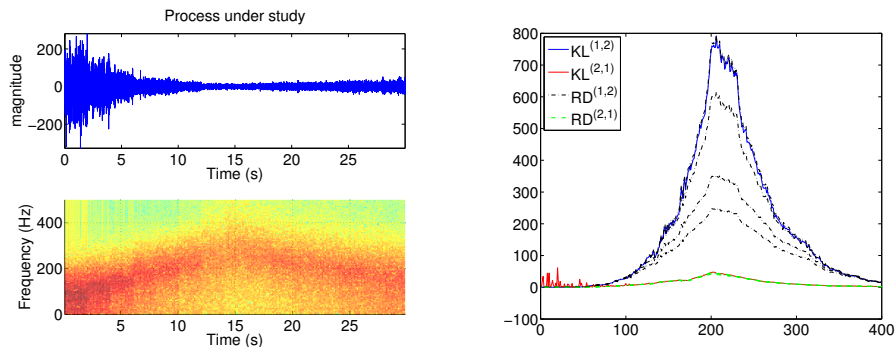 Process under study
magnitude
200
0
−200
0 5 10 15 20 25
Time (s)
Frequency (Hz)
400
200
0
5 10 15 20 25
Time (s)
800
700
600
500
400
300
200
100
0
−100
0 100 200 300 400
KL(1,2)
KL(2,1)
RD(1,2)
RD(2,1)